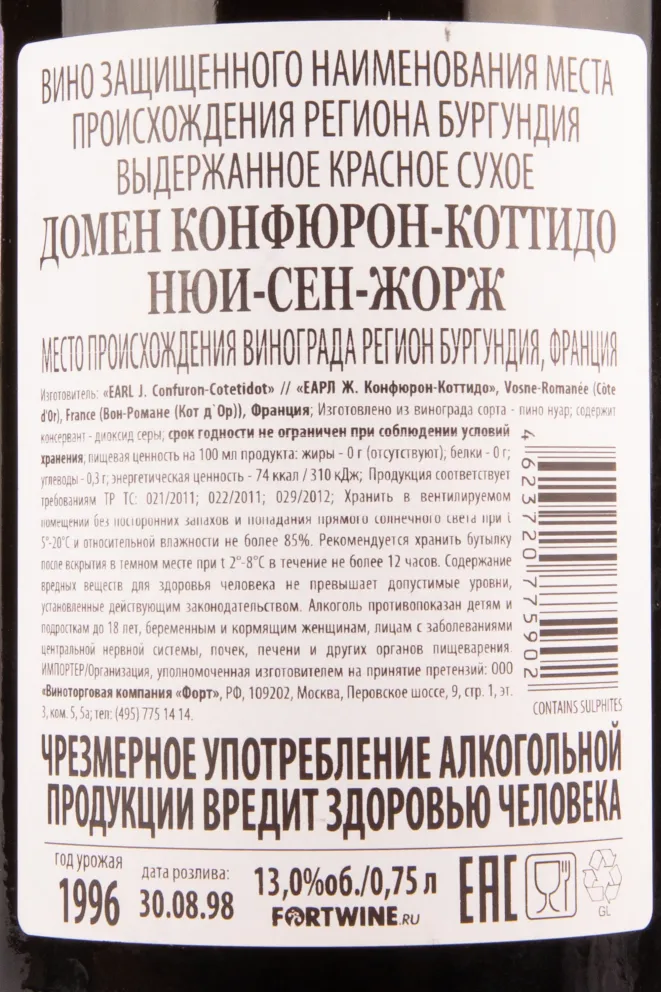 ВИНО ЗАЩИЩЕННОГО НАИМЕНОВАНИЯ МЕСТА
ПРОИСХОЖДЕНИЯ РЕГИОНА БУРГУНДИЯ
ВЫДЕРЖАННОЕ КРАСНОЕ СУХОЕ
ДОМЕН КОНФЮРОН-КОТТИДО
НЮИ-СЕН-ЖОРЖ
МЕСТО ПРОИСХОЖДЕНИЯ ВИНОГРАДА РЕГИОН БУРГУНДИЯ, ФРАНЦИЯ
Изготовитель: «EARL J. Confuron-Cotetidot» // «ЕАРЛ Ж. Конфюрон-Коттидо», Vosne-Romanée (Côte
d'Or), France (Вон-Романе (Кот д`Ор)), Франция; Изготовлено из винограда сорта - пино нуар; содержит
консервант - диоксид серы; срок годности не ограничен при соблюдении условий
хранения; пищевая ценность на 100 мл продукта: жиры - 0 г (отсутствуют); белки - 0 г;
углеводы - 0,3 г; энергетическая ценность - 74 ккал / 310 кДж; Продукция соответствует
требованиям ТР ТС: 021/2011; 022/2011; 029/2012; Хранить в вентилируемом
помещении без посторонних запахов и попадания прямого солнечного света при t
5°-20°С и относительной влажности не более 85%. Рекомендуется хранить бутылку
после вскрытия в темном месте при t 2°-8°С в течение не более 12 часов. Содержание
вредных веществ для здоровья человека не превышает допустимые уровни,
установленные действующим законодательством. Алкоголь противопоказан детям и
подросткам до 18 лет, беременным и кормящим женщинам, лицам с заболеваниями
центральной нервной системы, почек, печени и других органов пищеварения.
ИМПОРТЕР/Организация, уполномоченная изготовителем на принятие претензий: ООО
«Виноторговая компания «Форт», РФ, 109202, Москва, Перовское шоссе, 9, стр. 1, эт.
3, ком. 5, 5а; тел: (495) 775 14 14.
4 623720 775902
CONTAINS SULPHITES
ЧРЕЗМЕРНОЕ УПОТРЕБЛЕНИЕ АЛКОГОЛЬНОЙ
ПРОДУКЦИИ ВРЕДИТ ЗДОРОВЬЮ ЧЕЛОВЕКА
год урожая
1996
дата розлива:
30.08.98
13,0%об./0,75 л
FORTWINE.RU
EAC
GL